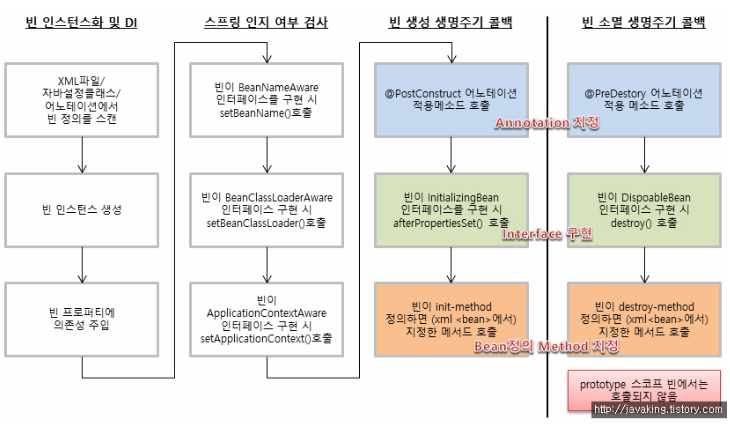 빈 인스턴스화 및 DI
XML파일/
자바설정클래스/
어노테이션에서
빈 정의를 스캔
빈 인스턴스 생성
빈 프로퍼티에
의존성 주입
스프링 인지 여부 검사
빈이 BeanNameAware
인터페이스를 구현 시
setBeanName()호출
빈이 BeanClassLoaderAware
인터페이스 구현 시
setBeanClassLoader()호출
빈이
ApplicationContextAware
인터페이스 구현 시
setApplicationContext()호출
빈 생성 생명주기 콜백
@PostConstruct 어노테이션
적용메소드 호출
Annotation 지정
빈이 InitializingBean
인터페이스를 구현 시
afterPropertiesSet() 호출
Interface 구현
빈이 init-method
정의하면 (xml <bean>에서)
지정한 메서드 호출
Bean정의 Method 지정
빈 소멸 생명주기 콜백
@PreDestory 어노테이션
적용 메소드 호출
빈이 DispoableBean
인터페이스 구현 시
destroy() 호출
빈이 destroy-method
정의하면 (xml<bean>에서)
지정한 메서드 호출
prototype 스코프 빈에서는
호출되지 않음
http://javaking.tistory.com